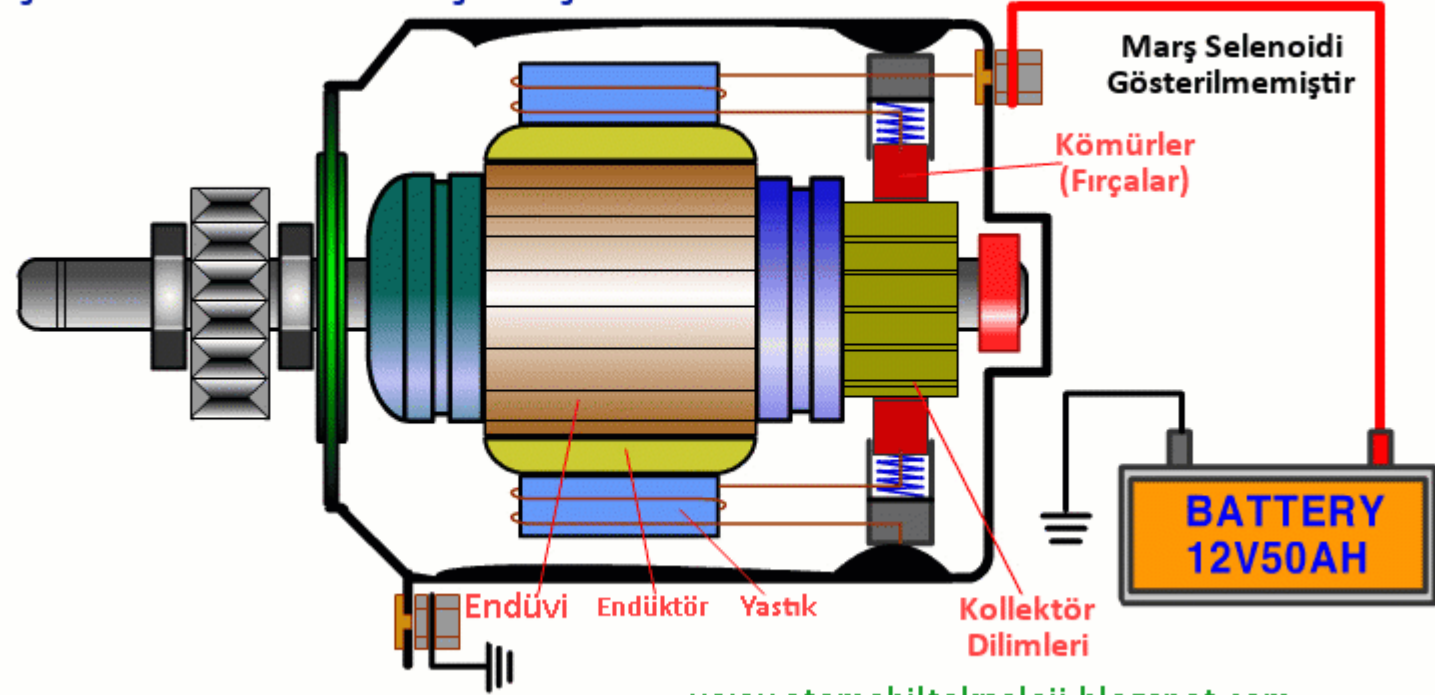 Marş Selenoidi
Gösterilmemiştir
Kömürler
(Fırçalar)
BATTERY
12V50AH
Endüvi
Endüktör
Yastık
Kollektör
Dilimleri